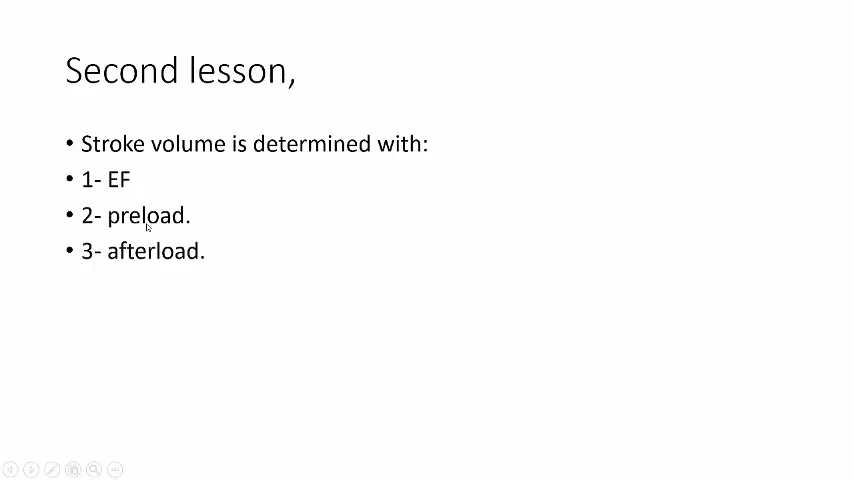 Second lesson,
• Stroke volume is determined with:
• 1- EF
• 2- preload.
• 3- afterload.